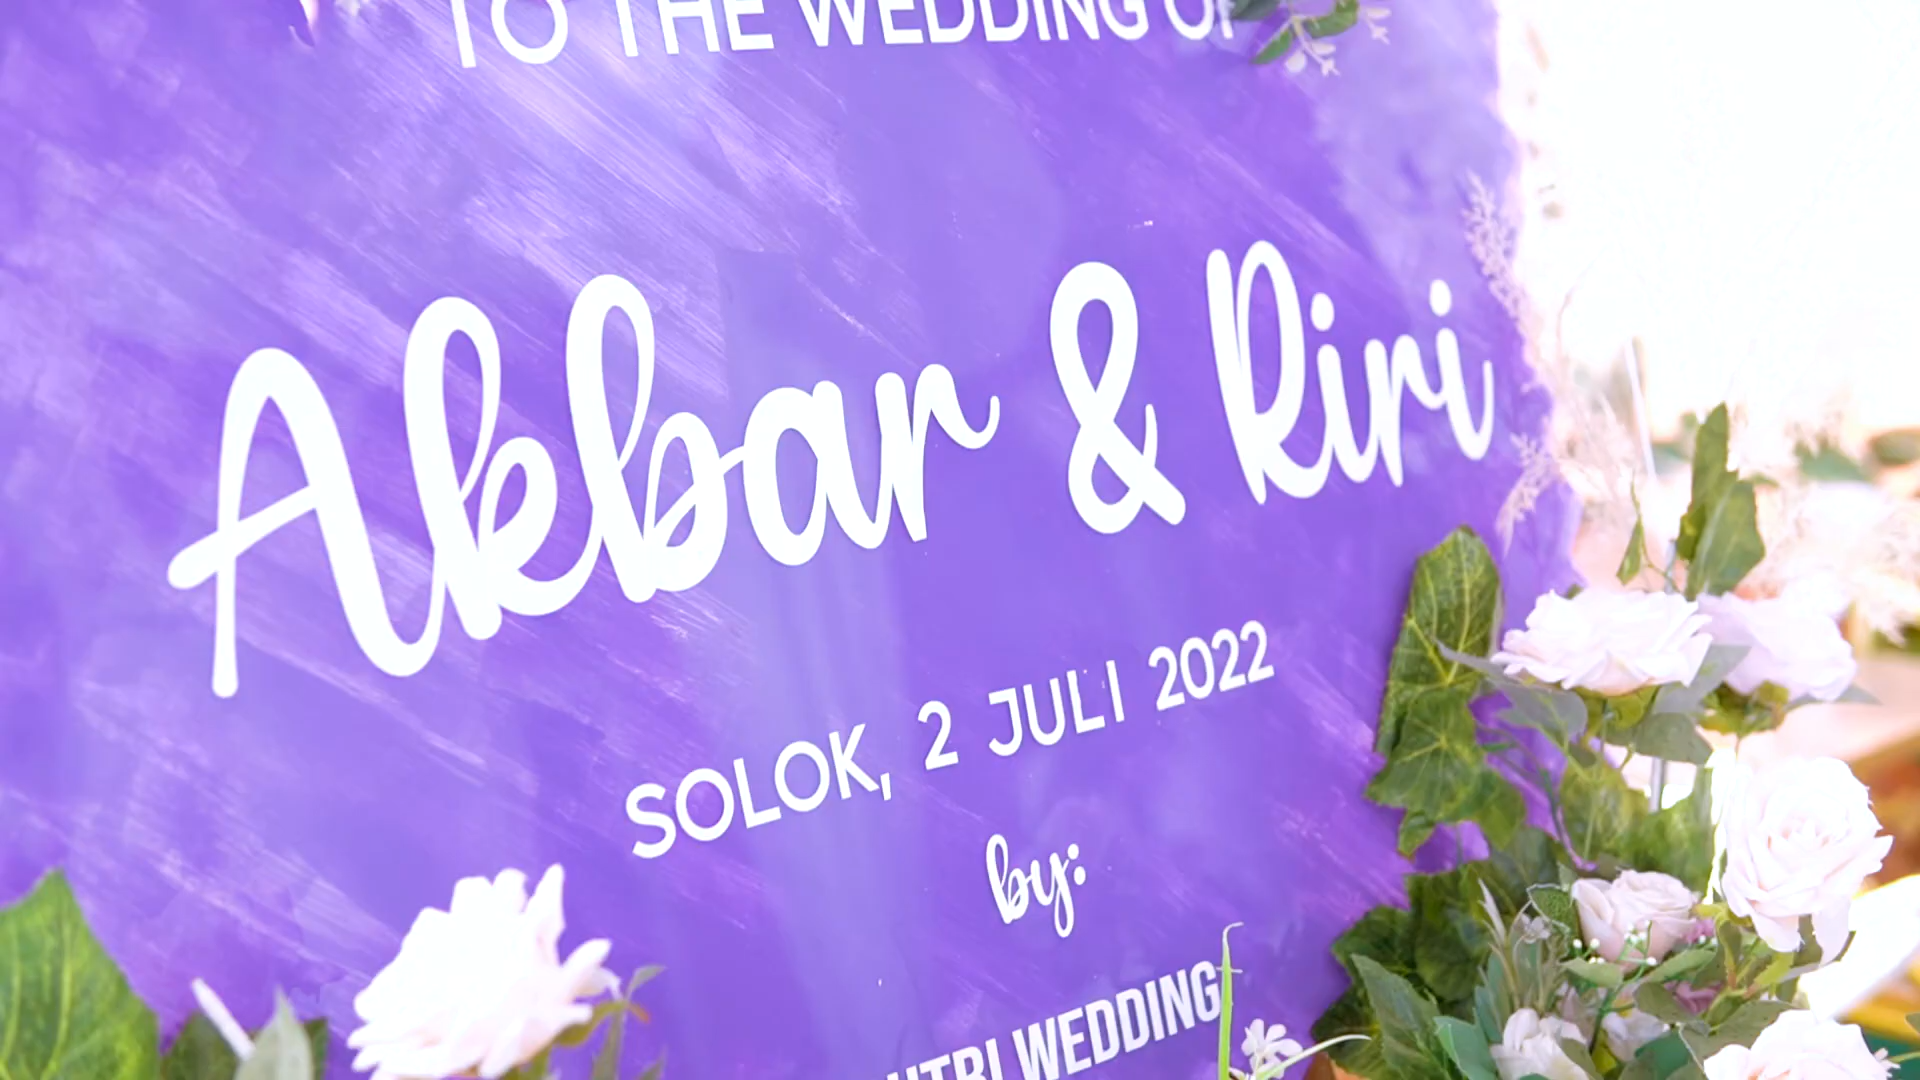 TO THE WEDDING OF
Akbar & Riri
SOLOK, 2 JULI 2022
by:
WEDDING